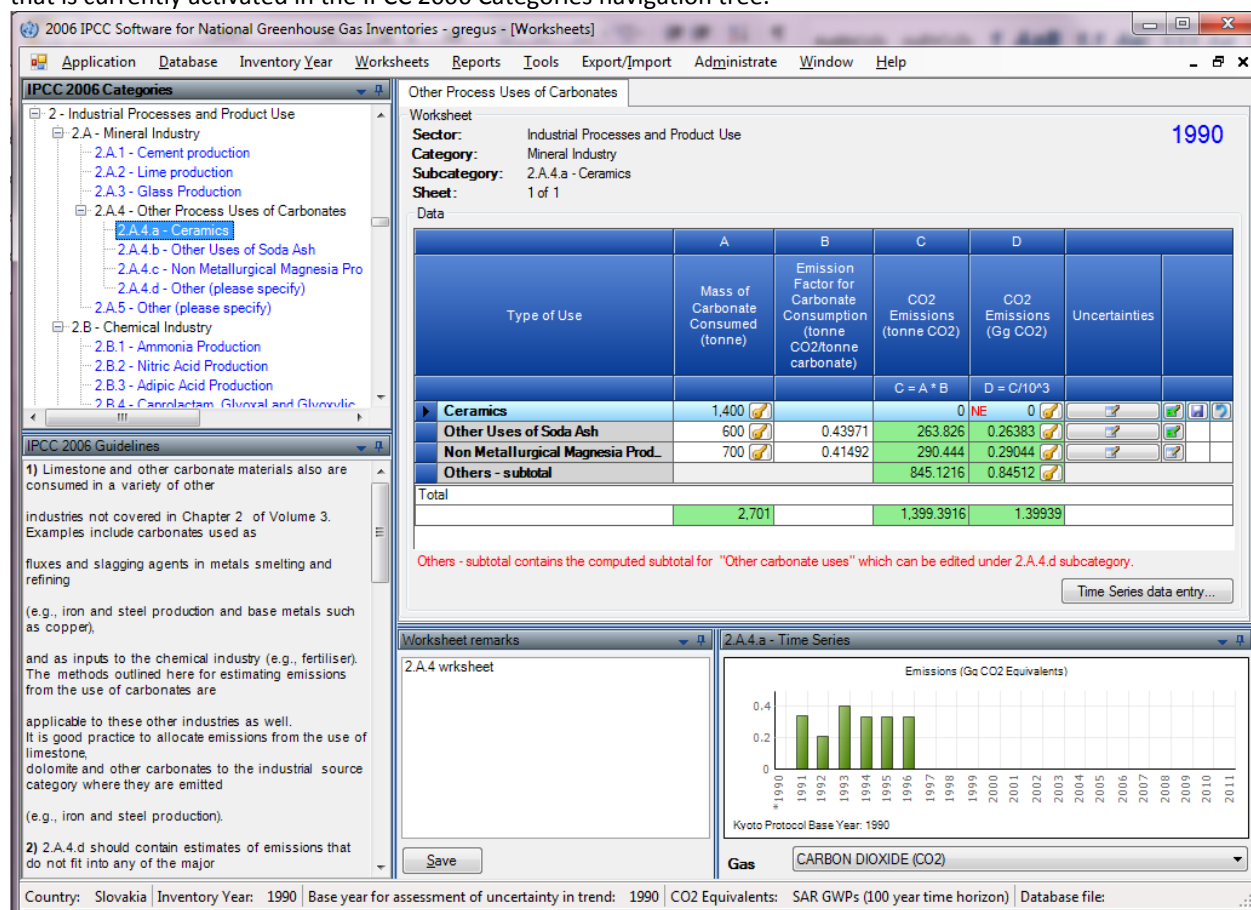 that is currently activated in the IPCC 2006 Categories navigation tree.
2006 IPCC Software for National Greenhouse Gas Inventories - gregus - [Worksheets]
Application Database Inventory Year Worksheets Reports Tools Export/Import Administrate Window Help
IPCC 2006 Categories
2 - Industrial Processes and Product Use
2.A - Mineral Industry
2.A.1 - Cement production
2.A.2 - Lime production
2.A.3 - Glass Production
2.A.4 - Other Process Uses of Carbonates
2.A.4.a - Ceramics
2.A.4.b - Other Uses of Soda Ash
2.A.4.c - Non Metallurgical Magnesia Pro
2.A.4.d - Other (please specify)
2.A.5 - Other (please specify)
2.B - Chemical Industry
2.B.1 - Ammonia Production
2.B.2 - Nitric Acid Production
2.B.3 - Adipic Acid Production
2.B.4 - Caprolactam, Glyoxal and Glyoxylic
IPCC 2006 Guidelines
1) Limestone and other carbonate materials also are
consumed in a variety of other
industries not covered in Chapter 2 of Volume 3.
Examples include carbonates used as
fluxes and slagging agents in metals smelting and
refining
(e.g., iron and steel production and base metals such
as copper),
and as inputs to the chemical industry (e.g., fertiliser).
The methods outlined here for estimating emissions
from the use of carbonates are
applicable to these other industries as well.
It is good practice to allocate emissions from the use of
limestone,
dolomite and other carbonates to the industrial source
category where they are emitted
(e.g., iron and steel production).
2) 2.A.4.d should contain estimates of emissions that
do not fit into any of the major
Other Process Uses of Carbonates
Worksheet
Sector: Industrial Processes and Product Use
1990
Category: Mineral Industry
Subcategory: 2.A.4.a - Ceramics
Sheet: 1 of 1
Data
A B C D
Type of Use
Mass of
Carbonate
Consumed
(tonne)
Emission
Factor for
Carbonate
Consumption
(tonne
CO2/tonne
carbonate)
CO2
Emissions
(tonne CO2)
CO2
Emissions
(Gg CO2)
Uncertainties
C = A * B D = C/10^3
Ceramics 1,400 0 NE 0
Other Uses of Soda Ash 600 0.43971 263.826 0.26383
Non Metallurgical Magnesia Prod... 700 0.41492 290.444 0.29044
Others - subtotal 845.1216 0.84512
Total
2,701 1,399.3916 1.39939
Others - subtotal contains the computed subtotal for "Other carbonate uses" which can be edited under 2.A.4.d subcategory.
Time Series data entry...
Worksheet remarks
2.A.4 wrksheet
Save
2.A.4.a - Time Series
Emissions (Gg CO2 Equivalents)
0.4
0.2
0
*1990 1991 1992 1993 1994 1995 1996 1997 1998 1999 2000 2001 2002 2003 2004 2005 2006 2007 2008 2009 2010 2011
Kyoto Protocol Base Year: 1990
Gas CARBON DIOXIDE (CO2)
Country: Slovakia Inventory Year: 1990 Base year for assessment of uncertainty in trend: 1990 CO2 Equivalents: SAR GWPs (100 year time horizon) Database file: